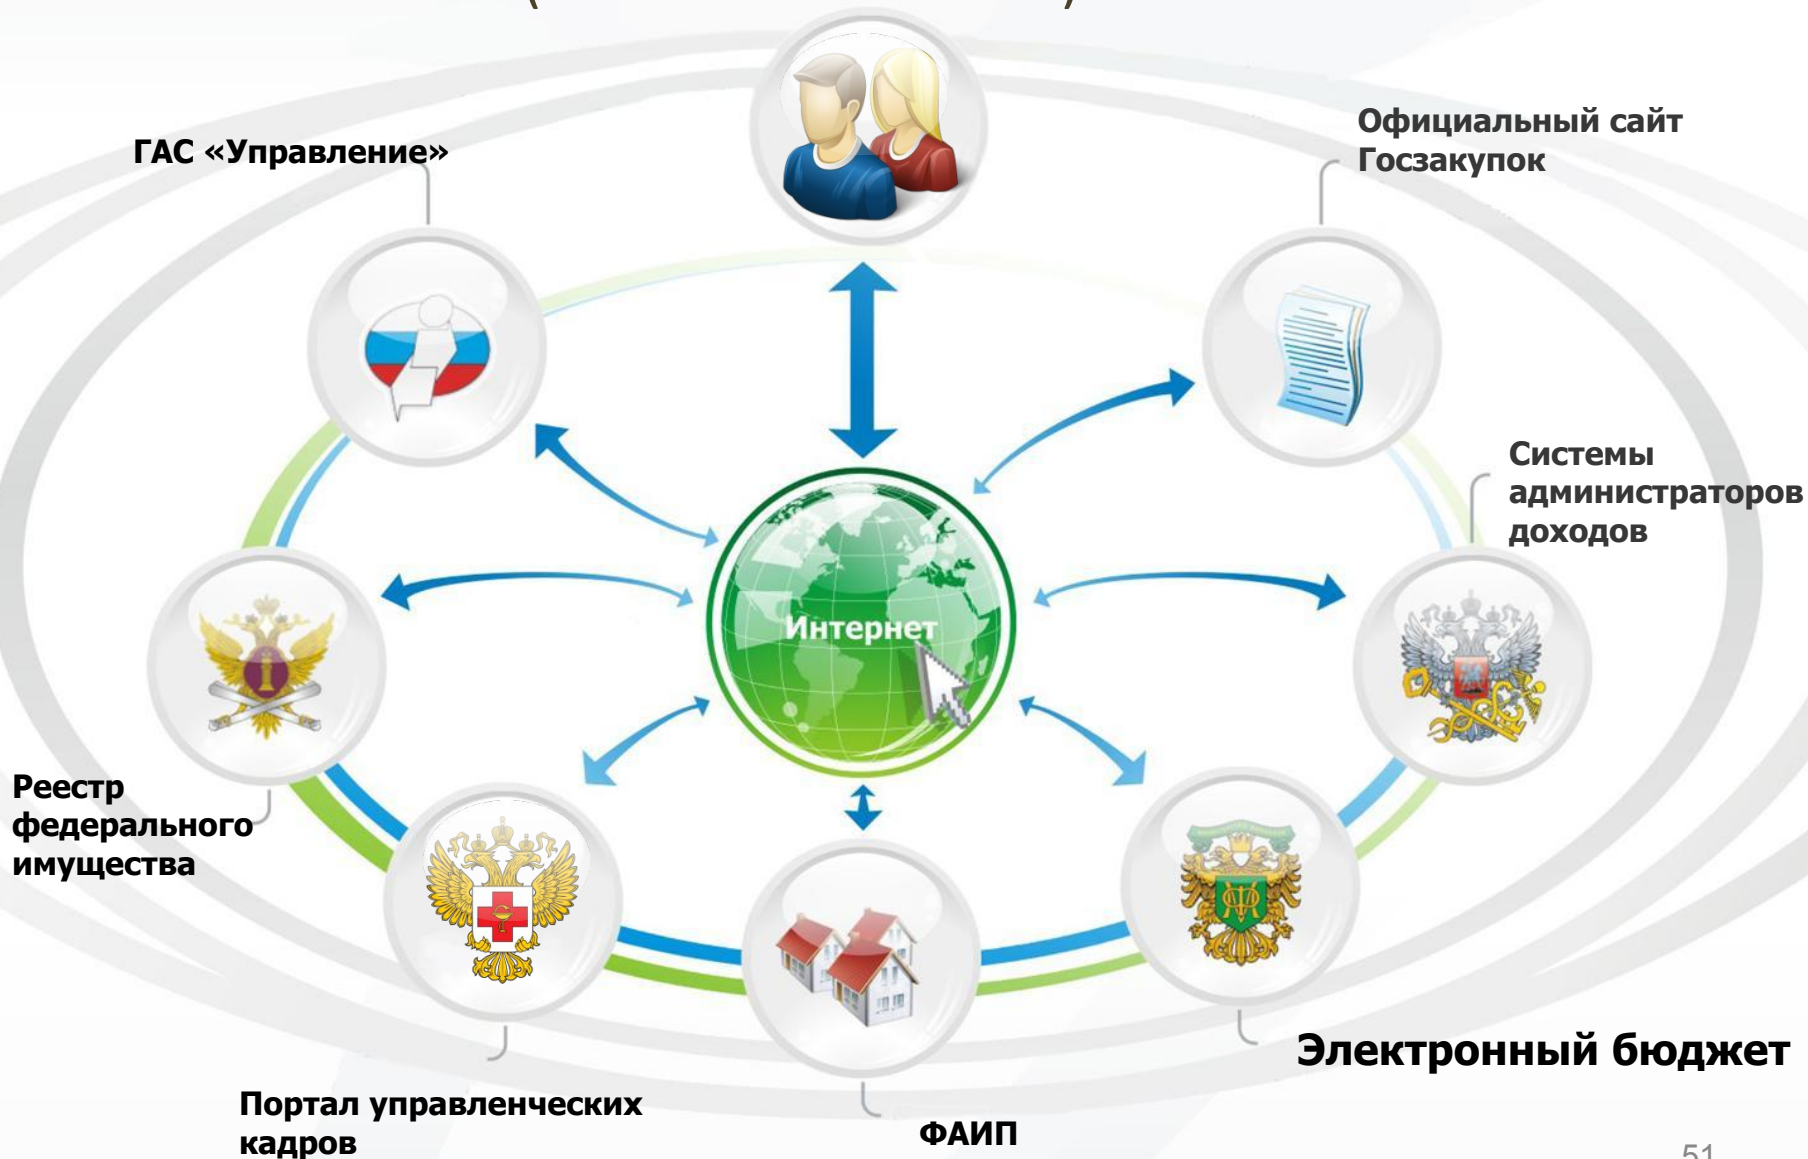 ГАС «Управление»
Официальный сайт
Госзакупок
Системы
администраторов
доходов
Интернет
Реестр
федерального
имущества
Электронный бюджет
Портал управленческих
кадров
ФАИП
51